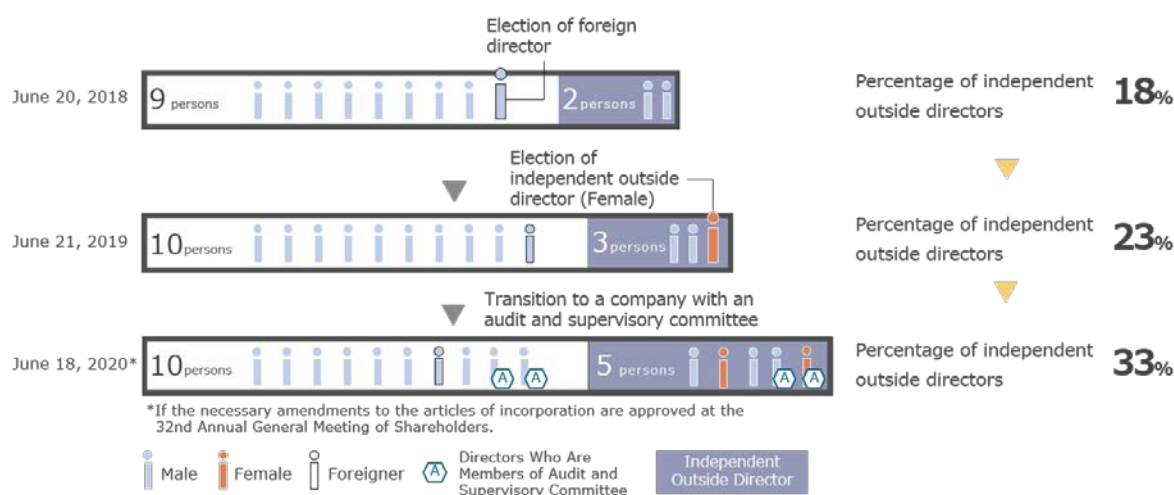 Election of foreign
director
June 20, 2018
9 persons
2 persons
Percentage of independent
outside directors
18%
Election of
independent outside
director (Female)
June 21, 2019
10 persons
3 persons
Percentage of independent
outside directors
23%
Transition to a company with an
audit and supervisory committee
June 18, 2020*
10 persons
A A
5 persons
A A
Percentage of independent
outside directors
33%
*If the necessary amendments to the articles of incorporation are approved at the
32nd Annual General Meeting of Shareholders.
Male
Female
Foreigner
A
Directors Who Are
Members of Audit and
Supervisory Committee
Independent
Outside Director